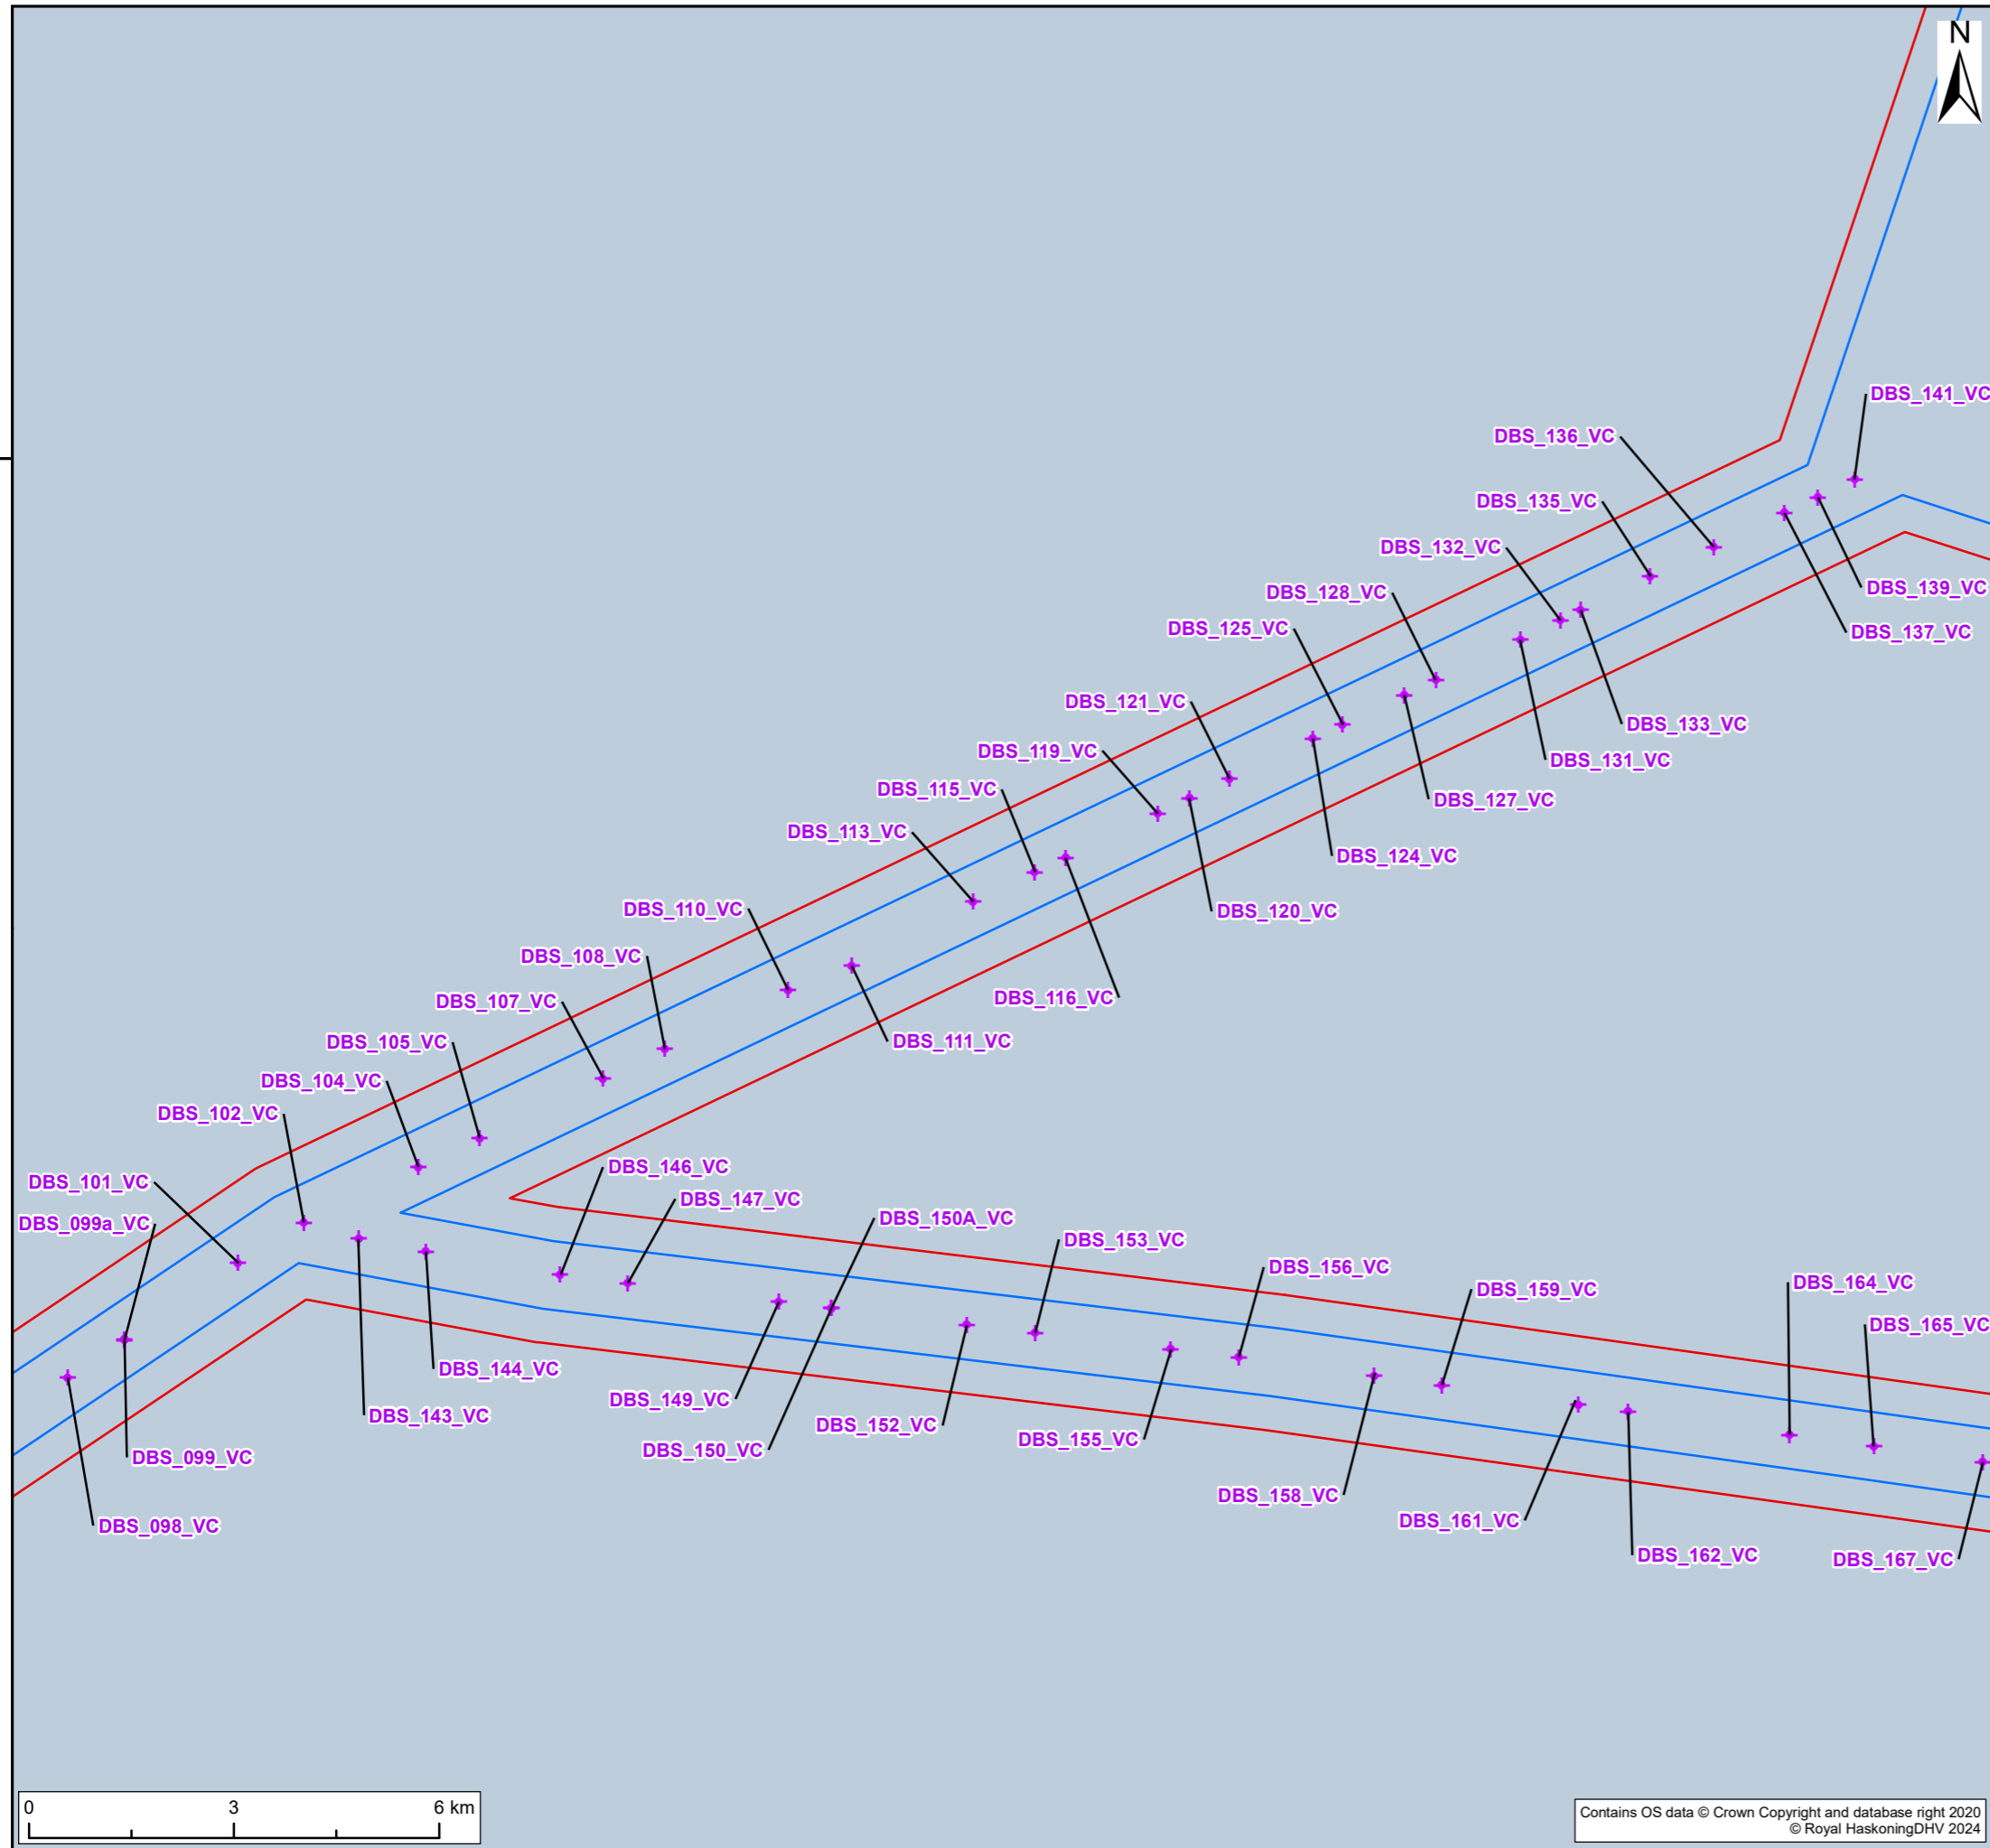 N
DBS_141_VC
DBS_136_VC
DBS_135_VC
DBS_132_VC
DBS_139_VC
DBS_128_VC
DBS_125_VC
DBS_137_VC
DBS_121_VC
DBS_133_VC
DBS_119_VC
DBS_131_VC
DBS_115_VC
DBS_127_VC
DBS_113_VC
DBS_124_VC
DBS_110_VC
DBS_120_VC
DBS_108_VC
DBS_116_VC
DBS_107_VC
DBS_105_VC
DBS_111_VC
DBS_104_VC
DBS_102_VC
DBS_146_VC
DBS_101_VC
DBS_147_VC
DBS_099a_VC
DBS_150A_VC
DBS_153_VC
DBS_156_VC
DBS_164_VC
DBS_159_VC
DBS_165_VC
DBS_144_VC
DBS_149_VC
DBS_143_VC
DBS_152_VC
DBS_155_VC
DBS_150_VC
DBS_099_VC
DBS_158_VC
DBS_161_VC
DBS_098_VC
DBS_162_VC
DBS_167_VC
0 3 6 km
Contains OS data © Crown Copyright and database right 2020
© Royal HaskoningDHV 2024